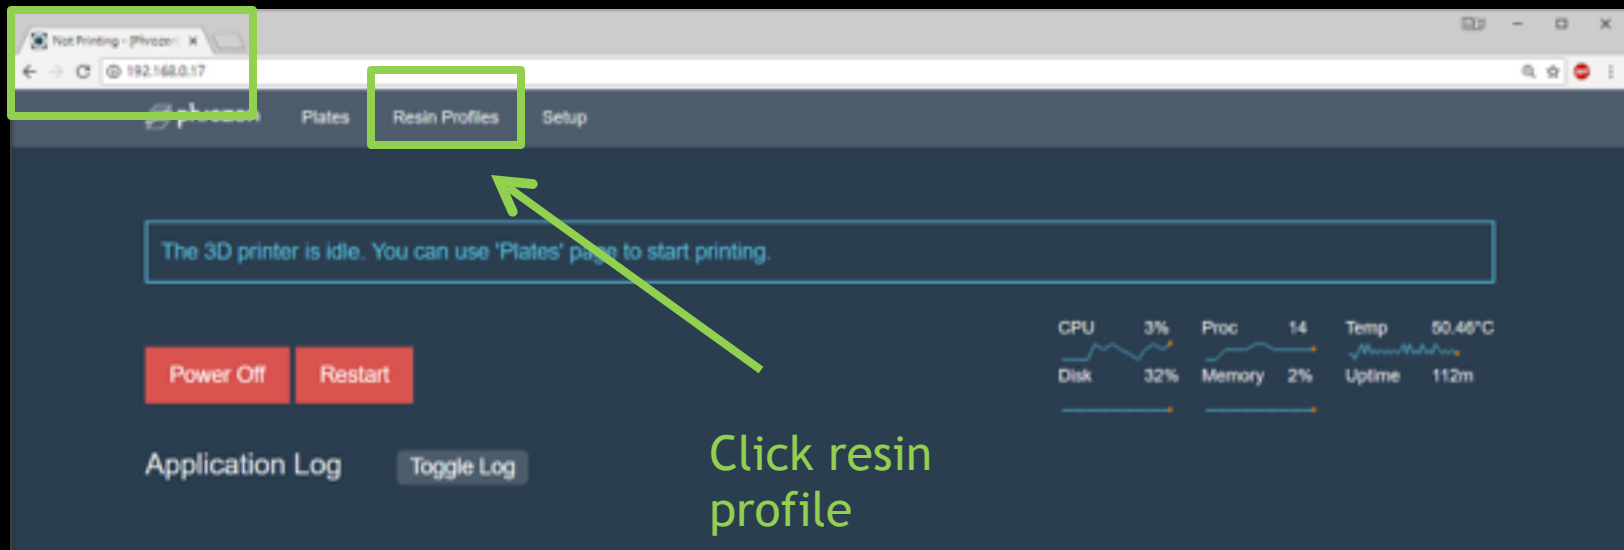 Not Printing - [Phrozen
192.168.0.17
phrozen Plates Resin Profiles Setup
The 3D printer is idle. You can use 'Plates' page to start printing.
CPU 3% Proc 14 Temp 50.46°C
Disk 32% Memory 2% Uptime 112m
Power Off Restart
Application Log Toggle Log
Click resin
profile